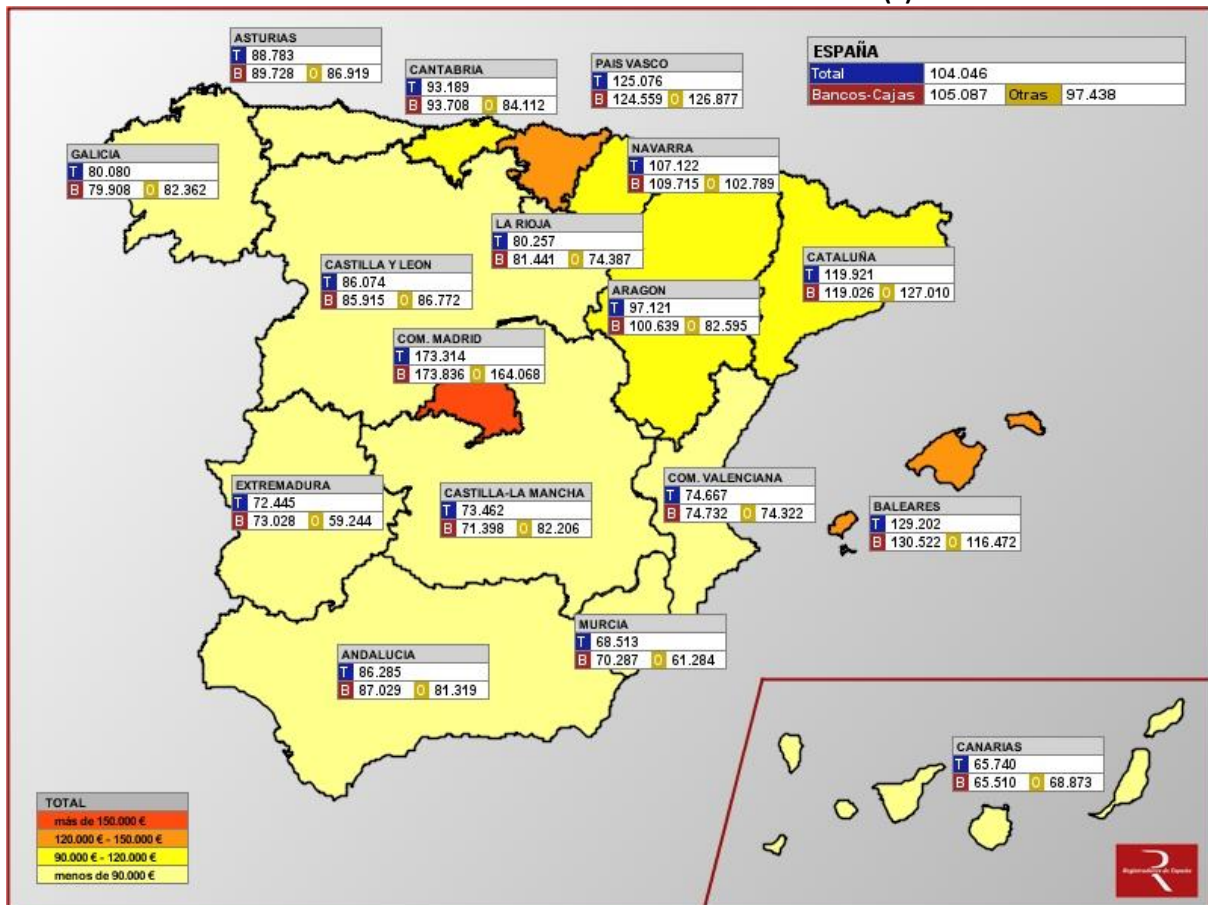 ASTURIAS
T 88.783
B 89.728 O 86.919
CANTABRIA
T 93.189
B 93.708 O 84.112
PAIS VASCO
T 125.076
B 124.559 O 126.877
ESPAÑA
Total 104.046
Bancos-Cajas 105.087 Otras 97.438
GALICIA
T 80.080
B 79.908 O 82.362
NAVARRA
T 107.122
B 109.715 O 102.789
LA RIOJA
T 80.257
B 81.441 O 74.387
CASTILLA Y LEON
T 86.074
B 85.915 O 86.772
ARAGON
T 97.121
B 100.639 O 82.595
CATALUÑA
T 119.921
B 119.026 O 127.010
COM. MADRID
T 173.314
B 173.836 O 164.068
EXTREMADURA
T 72.445
B 73.028 O 59.244
CASTILLA-LA MANCHA
T 73.462
B 71.398 O 82.206
COM. VALENCIANA
T 74.667
B 74.732 O 74.322
BALEARES
T 129.202
B 130.522 O 116.472
MURCIA
T 68.513
B 70.287 O 61.284
ANDALUCIA
T 86.285
B 87.029 O 81.319
CANARIAS
T 65.740
B 65.510 O 68.873
TOTAL
más de 150.000 €
120.000 € - 150.000 €
90.000 € - 120.000 €
menos de 90.000 €
R
Registradores de España